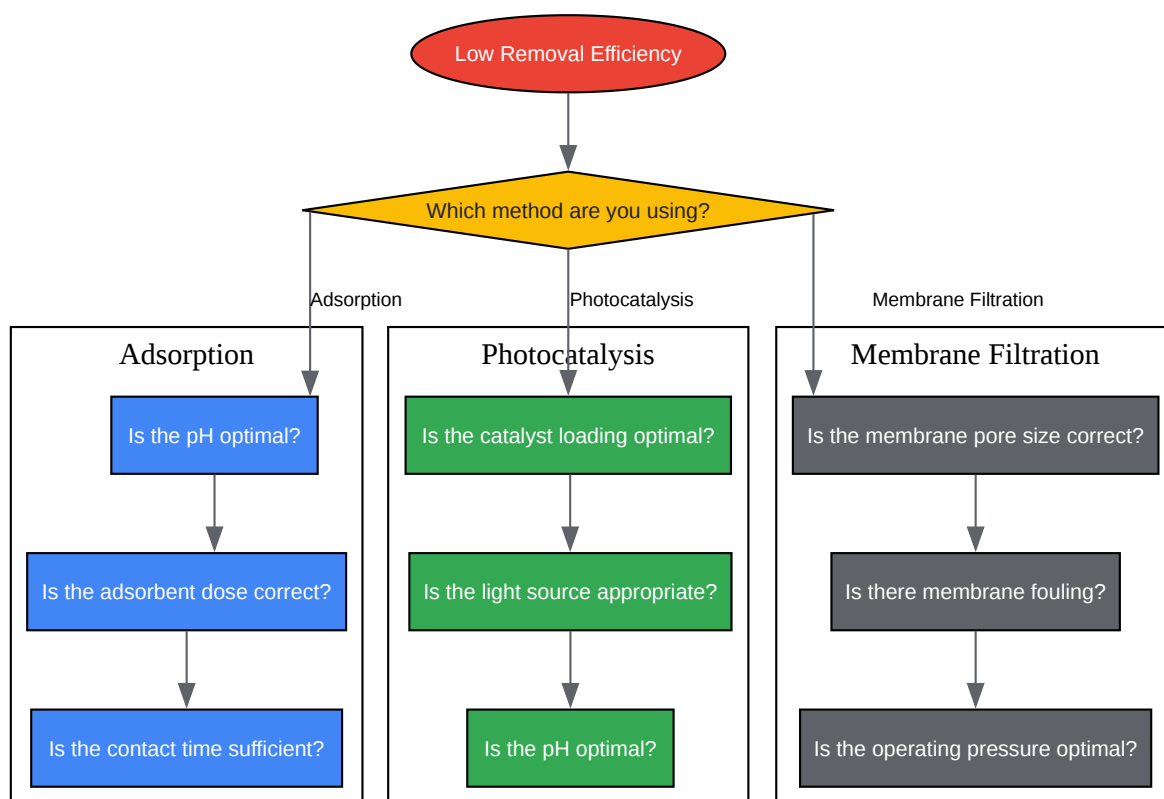 Low Removal Efficiency
Which method are you using?
Adsorption
Photocatalysis
Membrane Filtration
Adsorption
Is the pH optimal?
Is the adsorbent dose correct?
Is the contact time sufficient?
Photocatalysis
Is the catalyst loading optimal?
Is the light source appropriate?
Is the pH optimal?
Membrane Filtration
Is the membrane pore size correct?
Is there membrane fouling?
Is the operating pressure optimal?